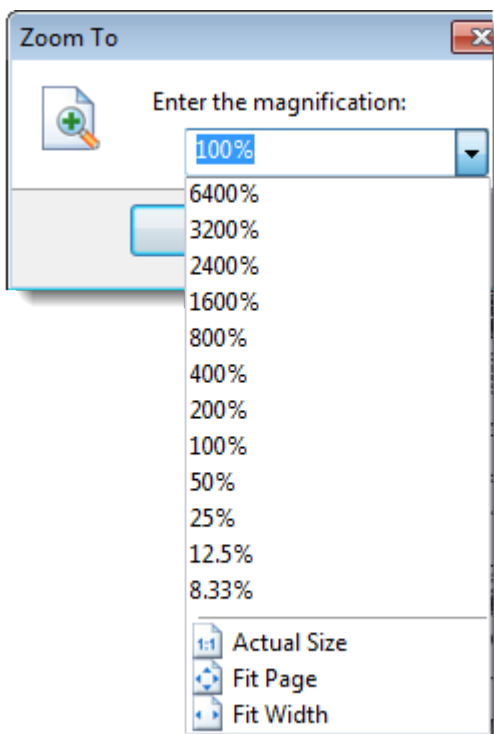 Zoom To
Enter the magnification:
100%
6400%
3200%
2400%
1600%
800%
400%
200%
100%
50%
25%
12.5%
8.33%
1:1 Actual Size
Fit Page
Fit Width